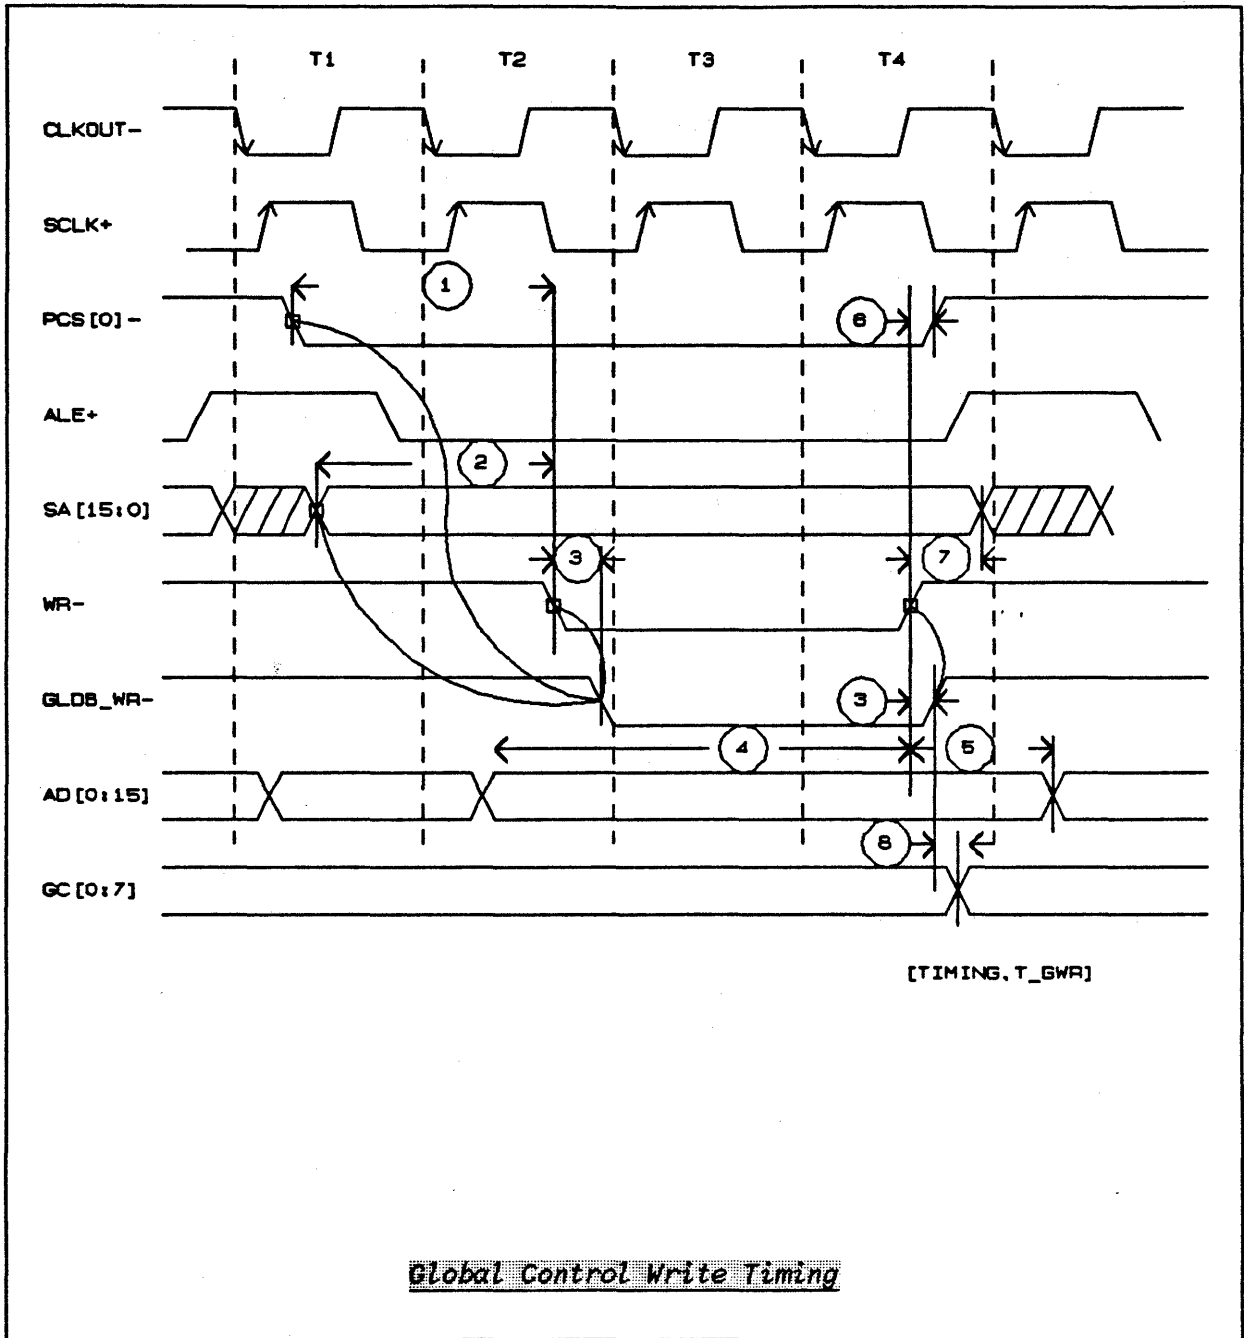 T1 T2 T3 T4
CLKOUT-
SCLK+
1
PCS[0]- 6
ALE+
2
SA[15:0]
3 7
WR-
GLOB_WR- 3
4 5
AD[0:15]
8
GC[0:7]
[TIMING.T_GWR]
Global Control Write Timing